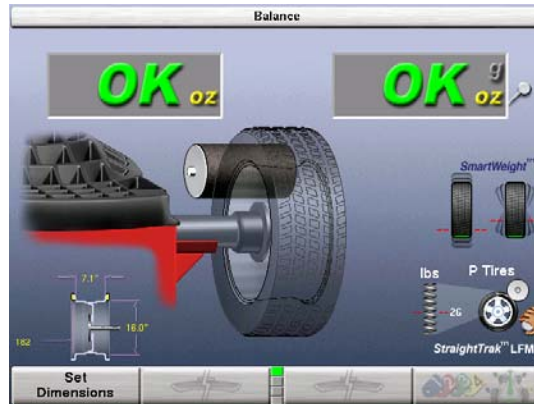 Balance
OK oz
OK g oz
SmartWeight™
7.1"
16.0"
182
lbs
P Tires
26
StraightTrak™ LFM
Set
Dimensions